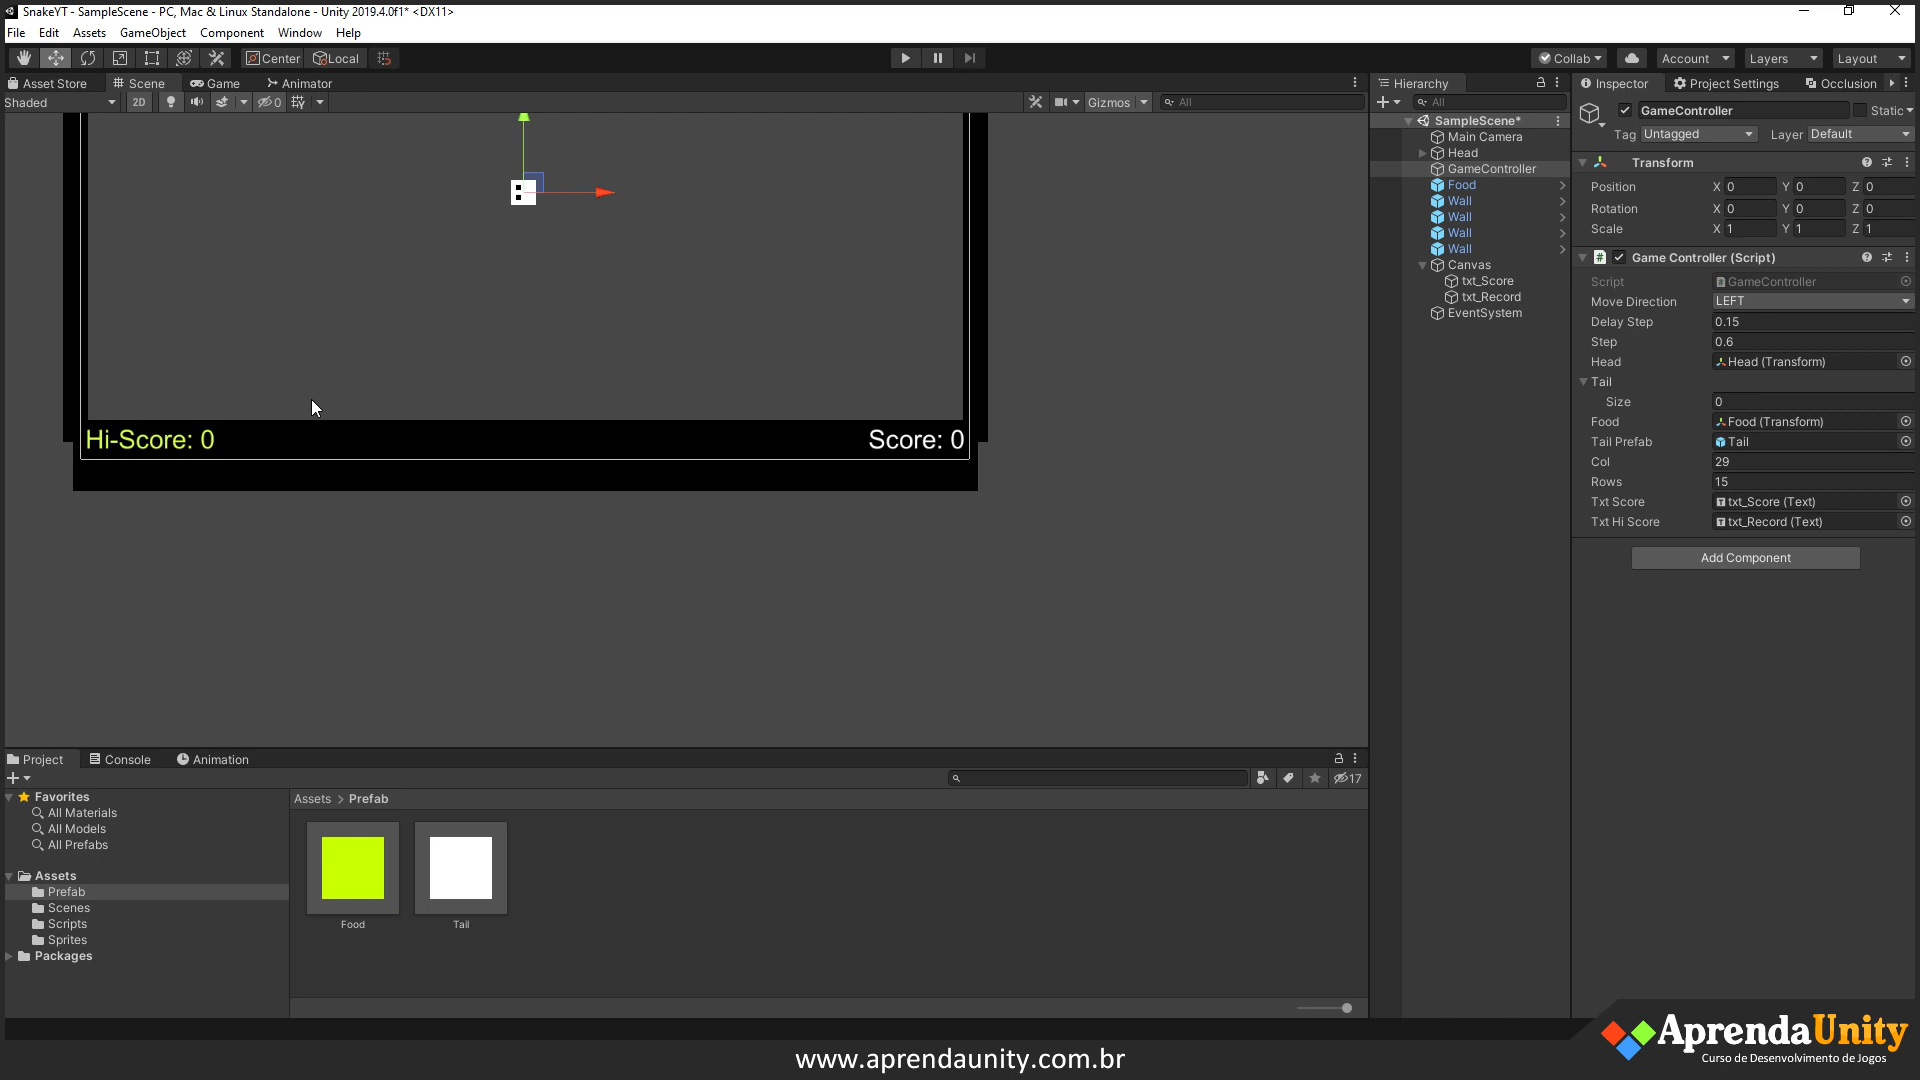 SnakeYT - SampleScene - PC, Mac & Linux Standalone - Unity 2019.4.0f1* <DX11>
File Edit Assets GameObject Component Window Help
Center Local Collab Account Layers Layout
Asset Store Scene Game Animator
Shaded 2D 0 Gizmos All
Hi-Score: 0
Score: 0
Hierarchy
All
SampleScene*
Main Camera
Head
GameController
Food
Wall
Wall
Wall
Wall
Canvas
txt_Score
txt_Record
EventSystem
Inspector Project Settings Occlusion
GameController Static
Tag Untagged Layer Default
Transform
Position X 0 Y 0 Z 0
Rotation X 0 Y 0 Z 0
Scale X 1 Y 1 Z 1
# Game Controller (Script)
Script GameController
Move Direction LEFT
Delay Step 0.15
Step 0.6
Head Head (Transform)
Tail
Size 0
Food Food (Transform)
Tail Prefab Tail
Col 29
Rows 15
Txt Score txt_Score (Text)
Txt Hi Score txt_Record (Text)
Add Component
Project Console Animation
17
Favorites
All Materials
All Models
All Prefabs
Assets
Prefab
Scenes
Scripts
Sprites
Packages
Assets > Prefab
Food Tail
AprendaUnity
Curso de Desenvolvimento de Jogos
www.aprendaunity.com.br